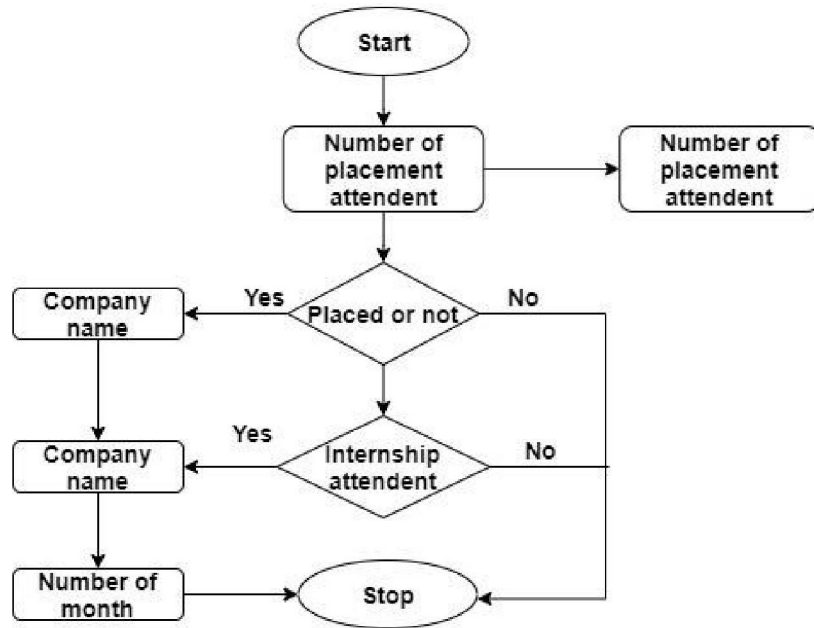 Start
Number of
placement
attendent
Number of
placement
attendent
Company
name
Yes
Placed or not
No
Company
name
Yes
Internship
attendent
No
Number of
month
Stop